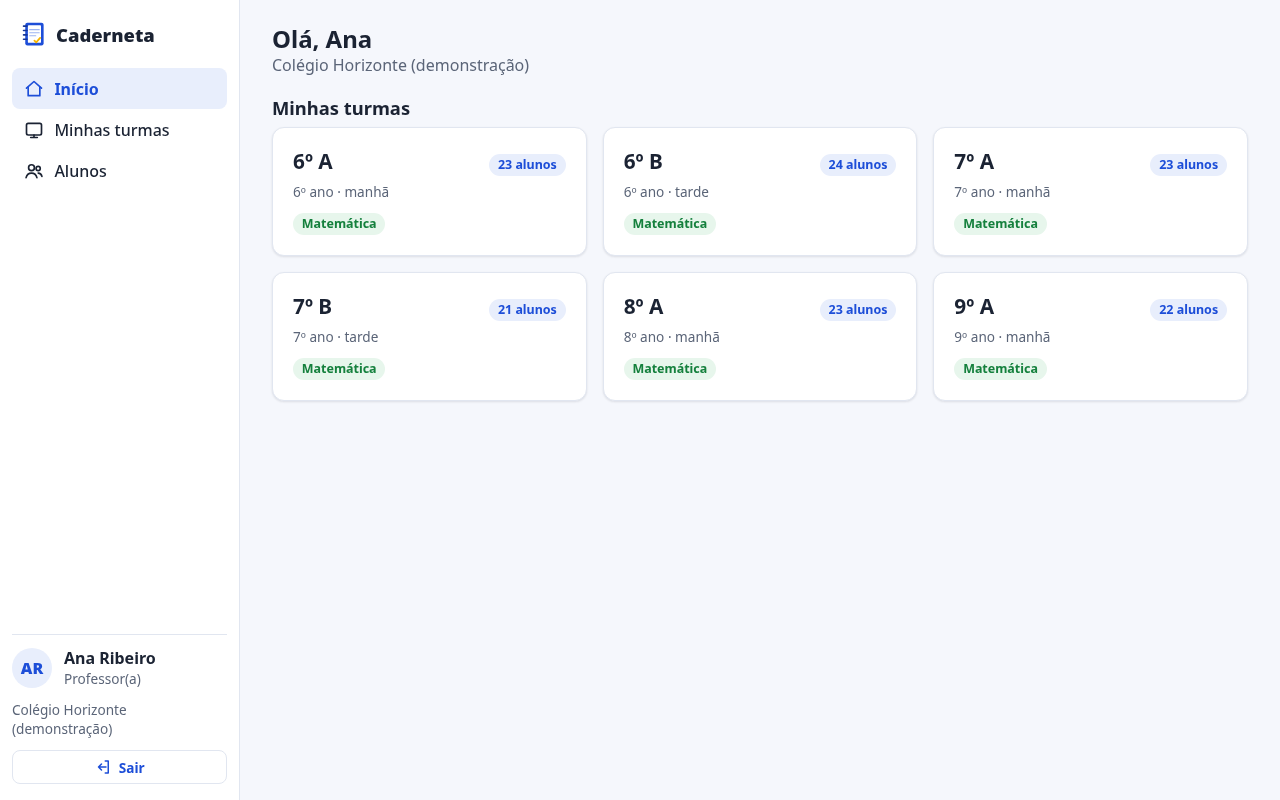 Caderneta
Início
Minhas turmas
Alunos
Ana Ribeiro
AR
Professor(a)
Colégio Horizonte
(demonstração)
Sair
Olá, Ana
Colégio Horizonte (demonstração)
Minhas turmas
6º A
23 alunos
6º ano · manhã
Matemática
6º B
24 alunos
6º ano · tarde
Matemática
7º A
23 alunos
7º ano · manhã
Matemática
7º B
21 alunos
7º ano · tarde
Matemática
8º A
23 alunos
8º ano · manhã
Matemática
9º A
22 alunos
9º ano · manhã
Matemática